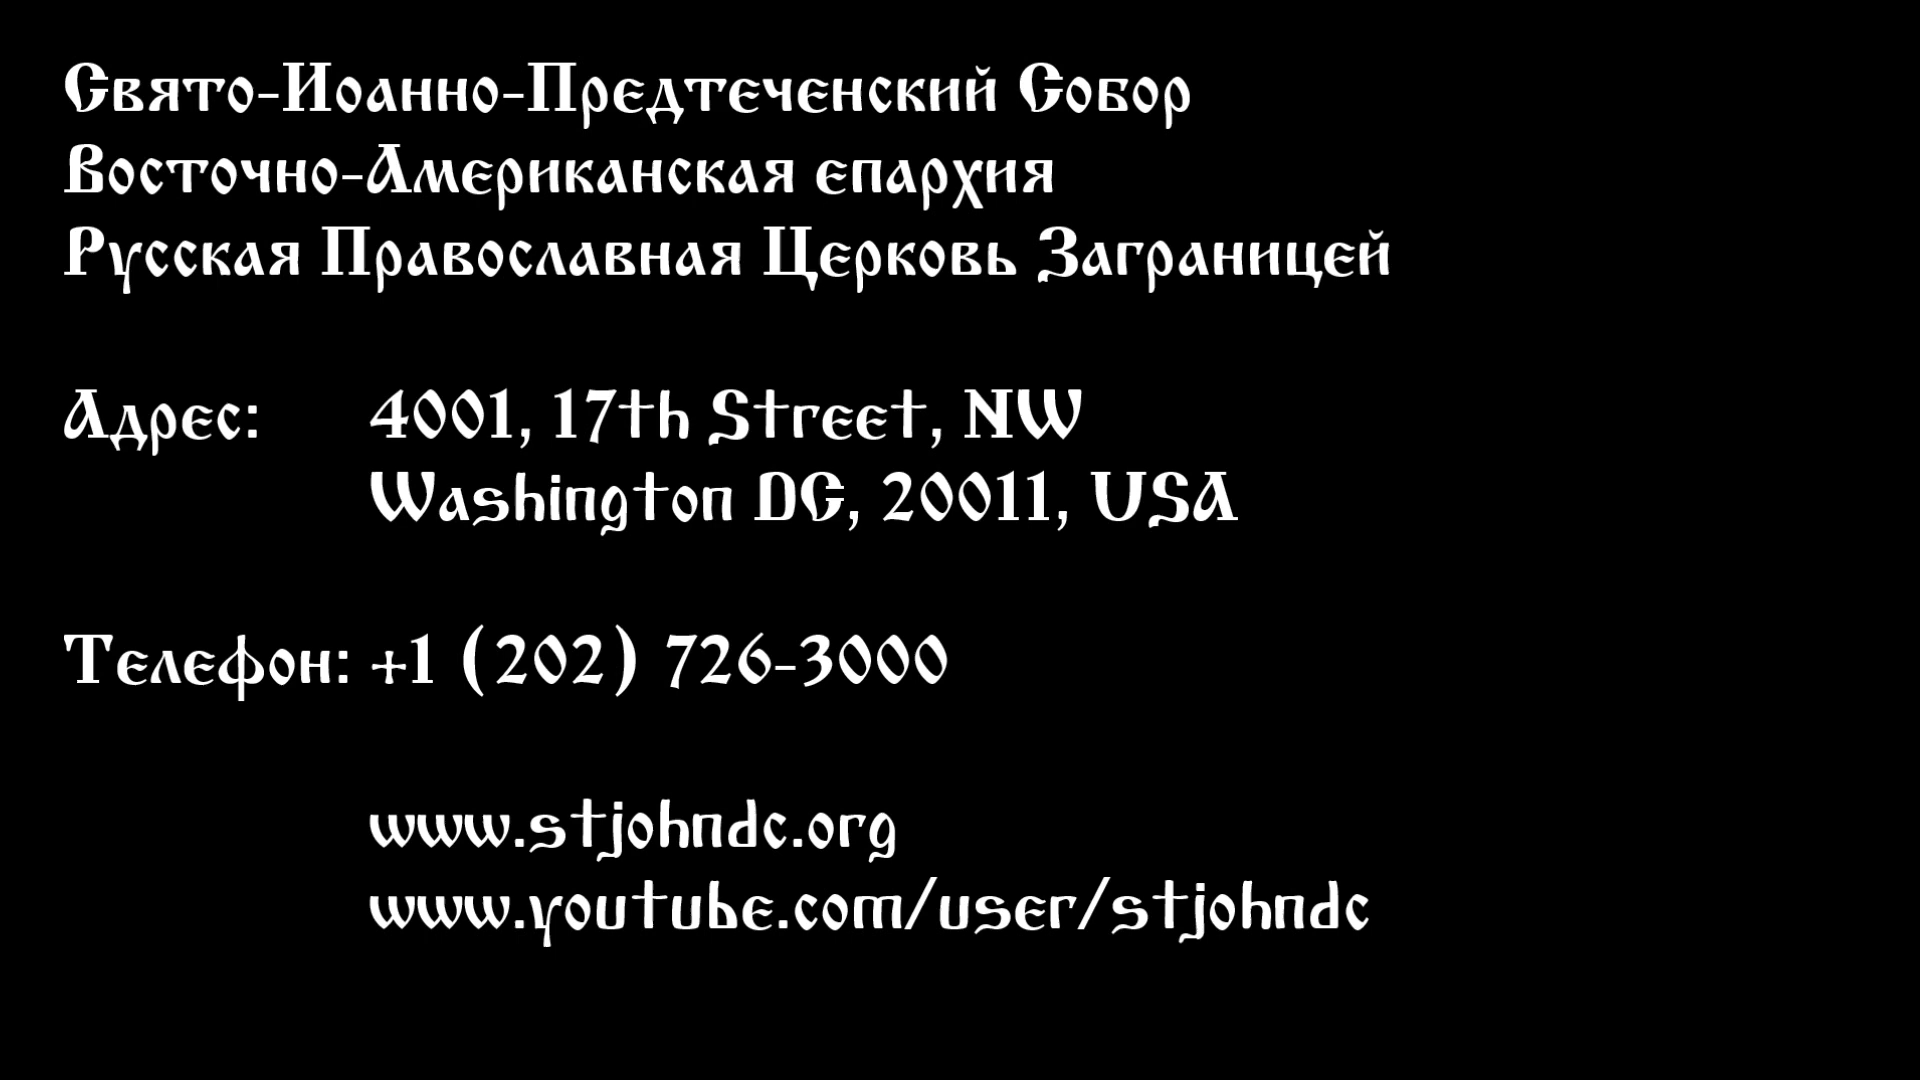 Свято-Иоанно-Предтеченский Собор
Восточно-Американская епархия
Русская Православная Церковь Заграницей
Адрес: 4001, 17th Street, NW
Washington DC, 20011, USA
Телефон: +1 (202) 726-3000
www.stjohndc.org
www.youtube.com/user/stjohndc